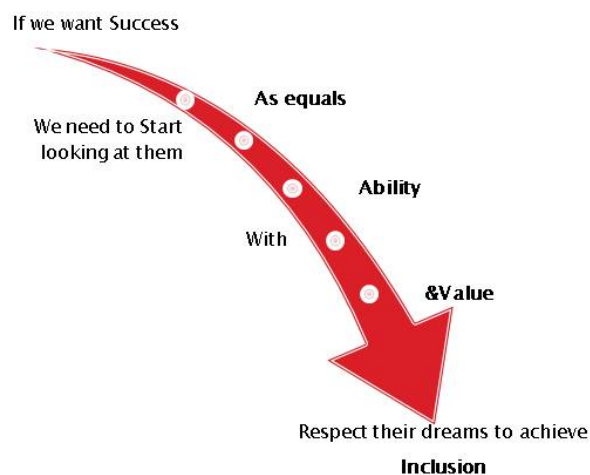 If we want Success
We need to Start
looking at them
As equals
With
Ability
&Value
Respect their dreams to achieve
Inclusion